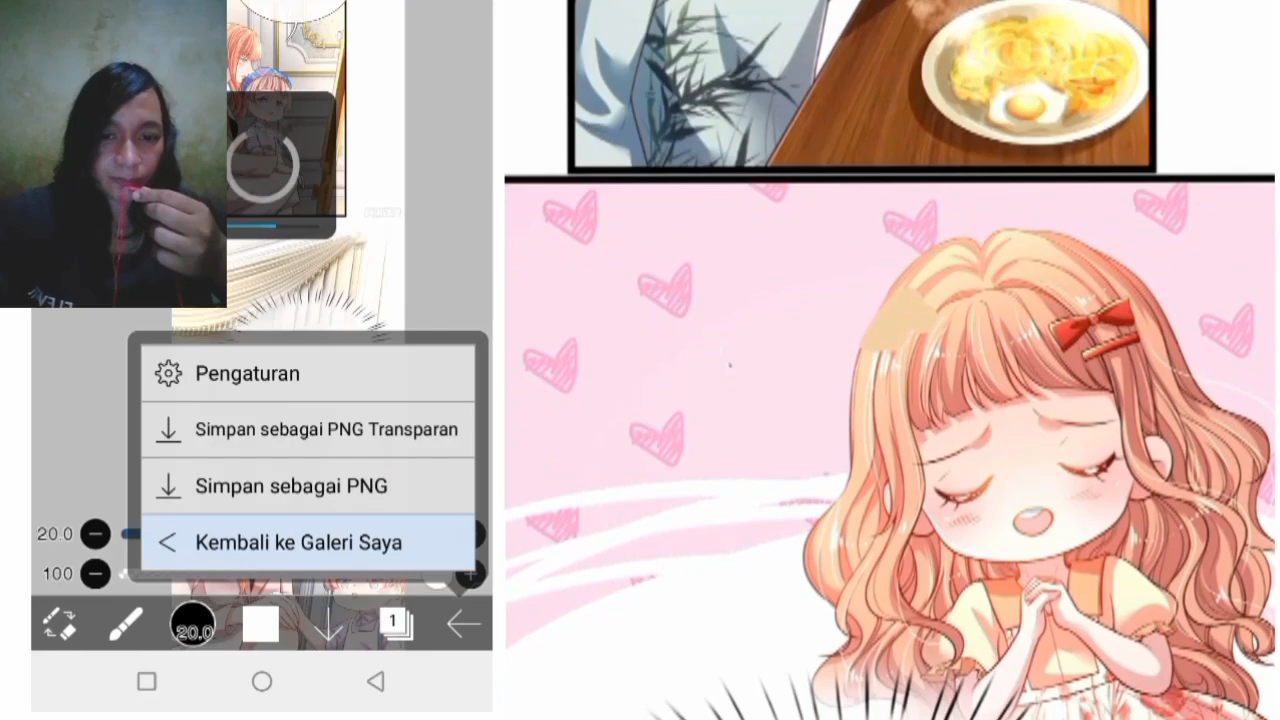 Pengaturan
Simpan sebagai PNG Transparan
Simpan sebagai PNG
Kembali ke Galeri Saya
20.0
100
20.0
1